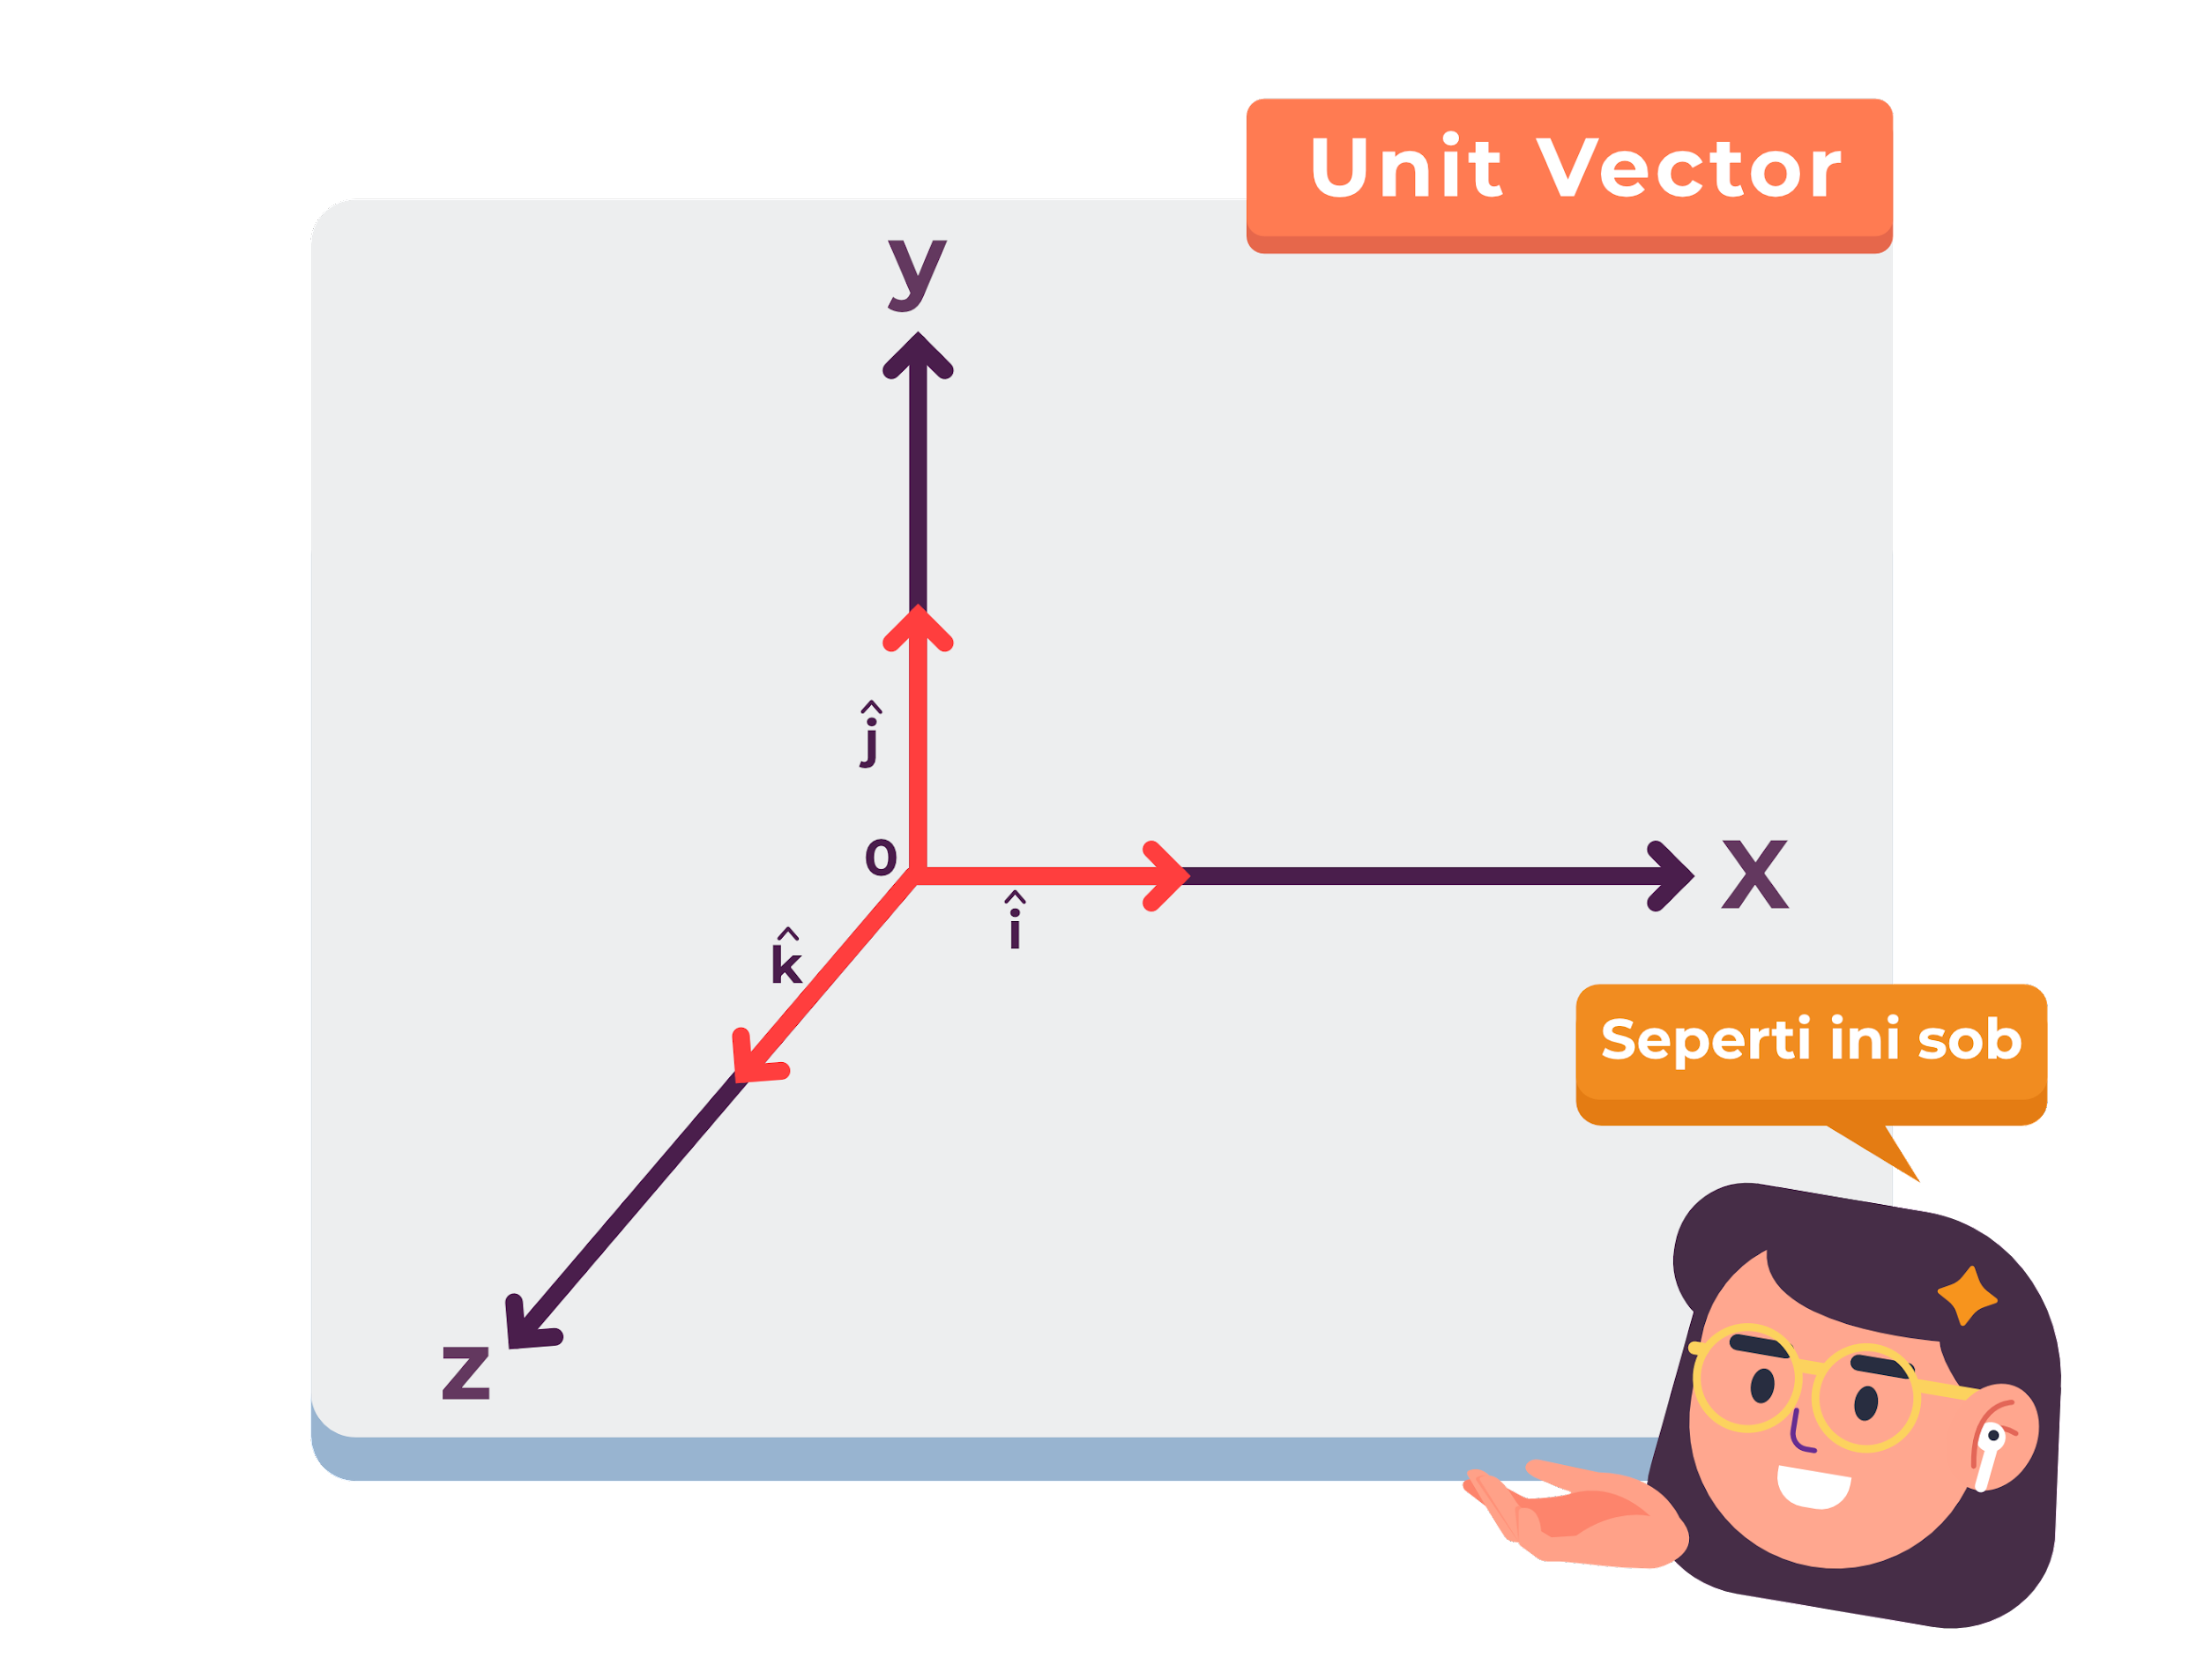 Unit Vector
y
ĵ
0
X
î
k̂
Seperti ini sob
z